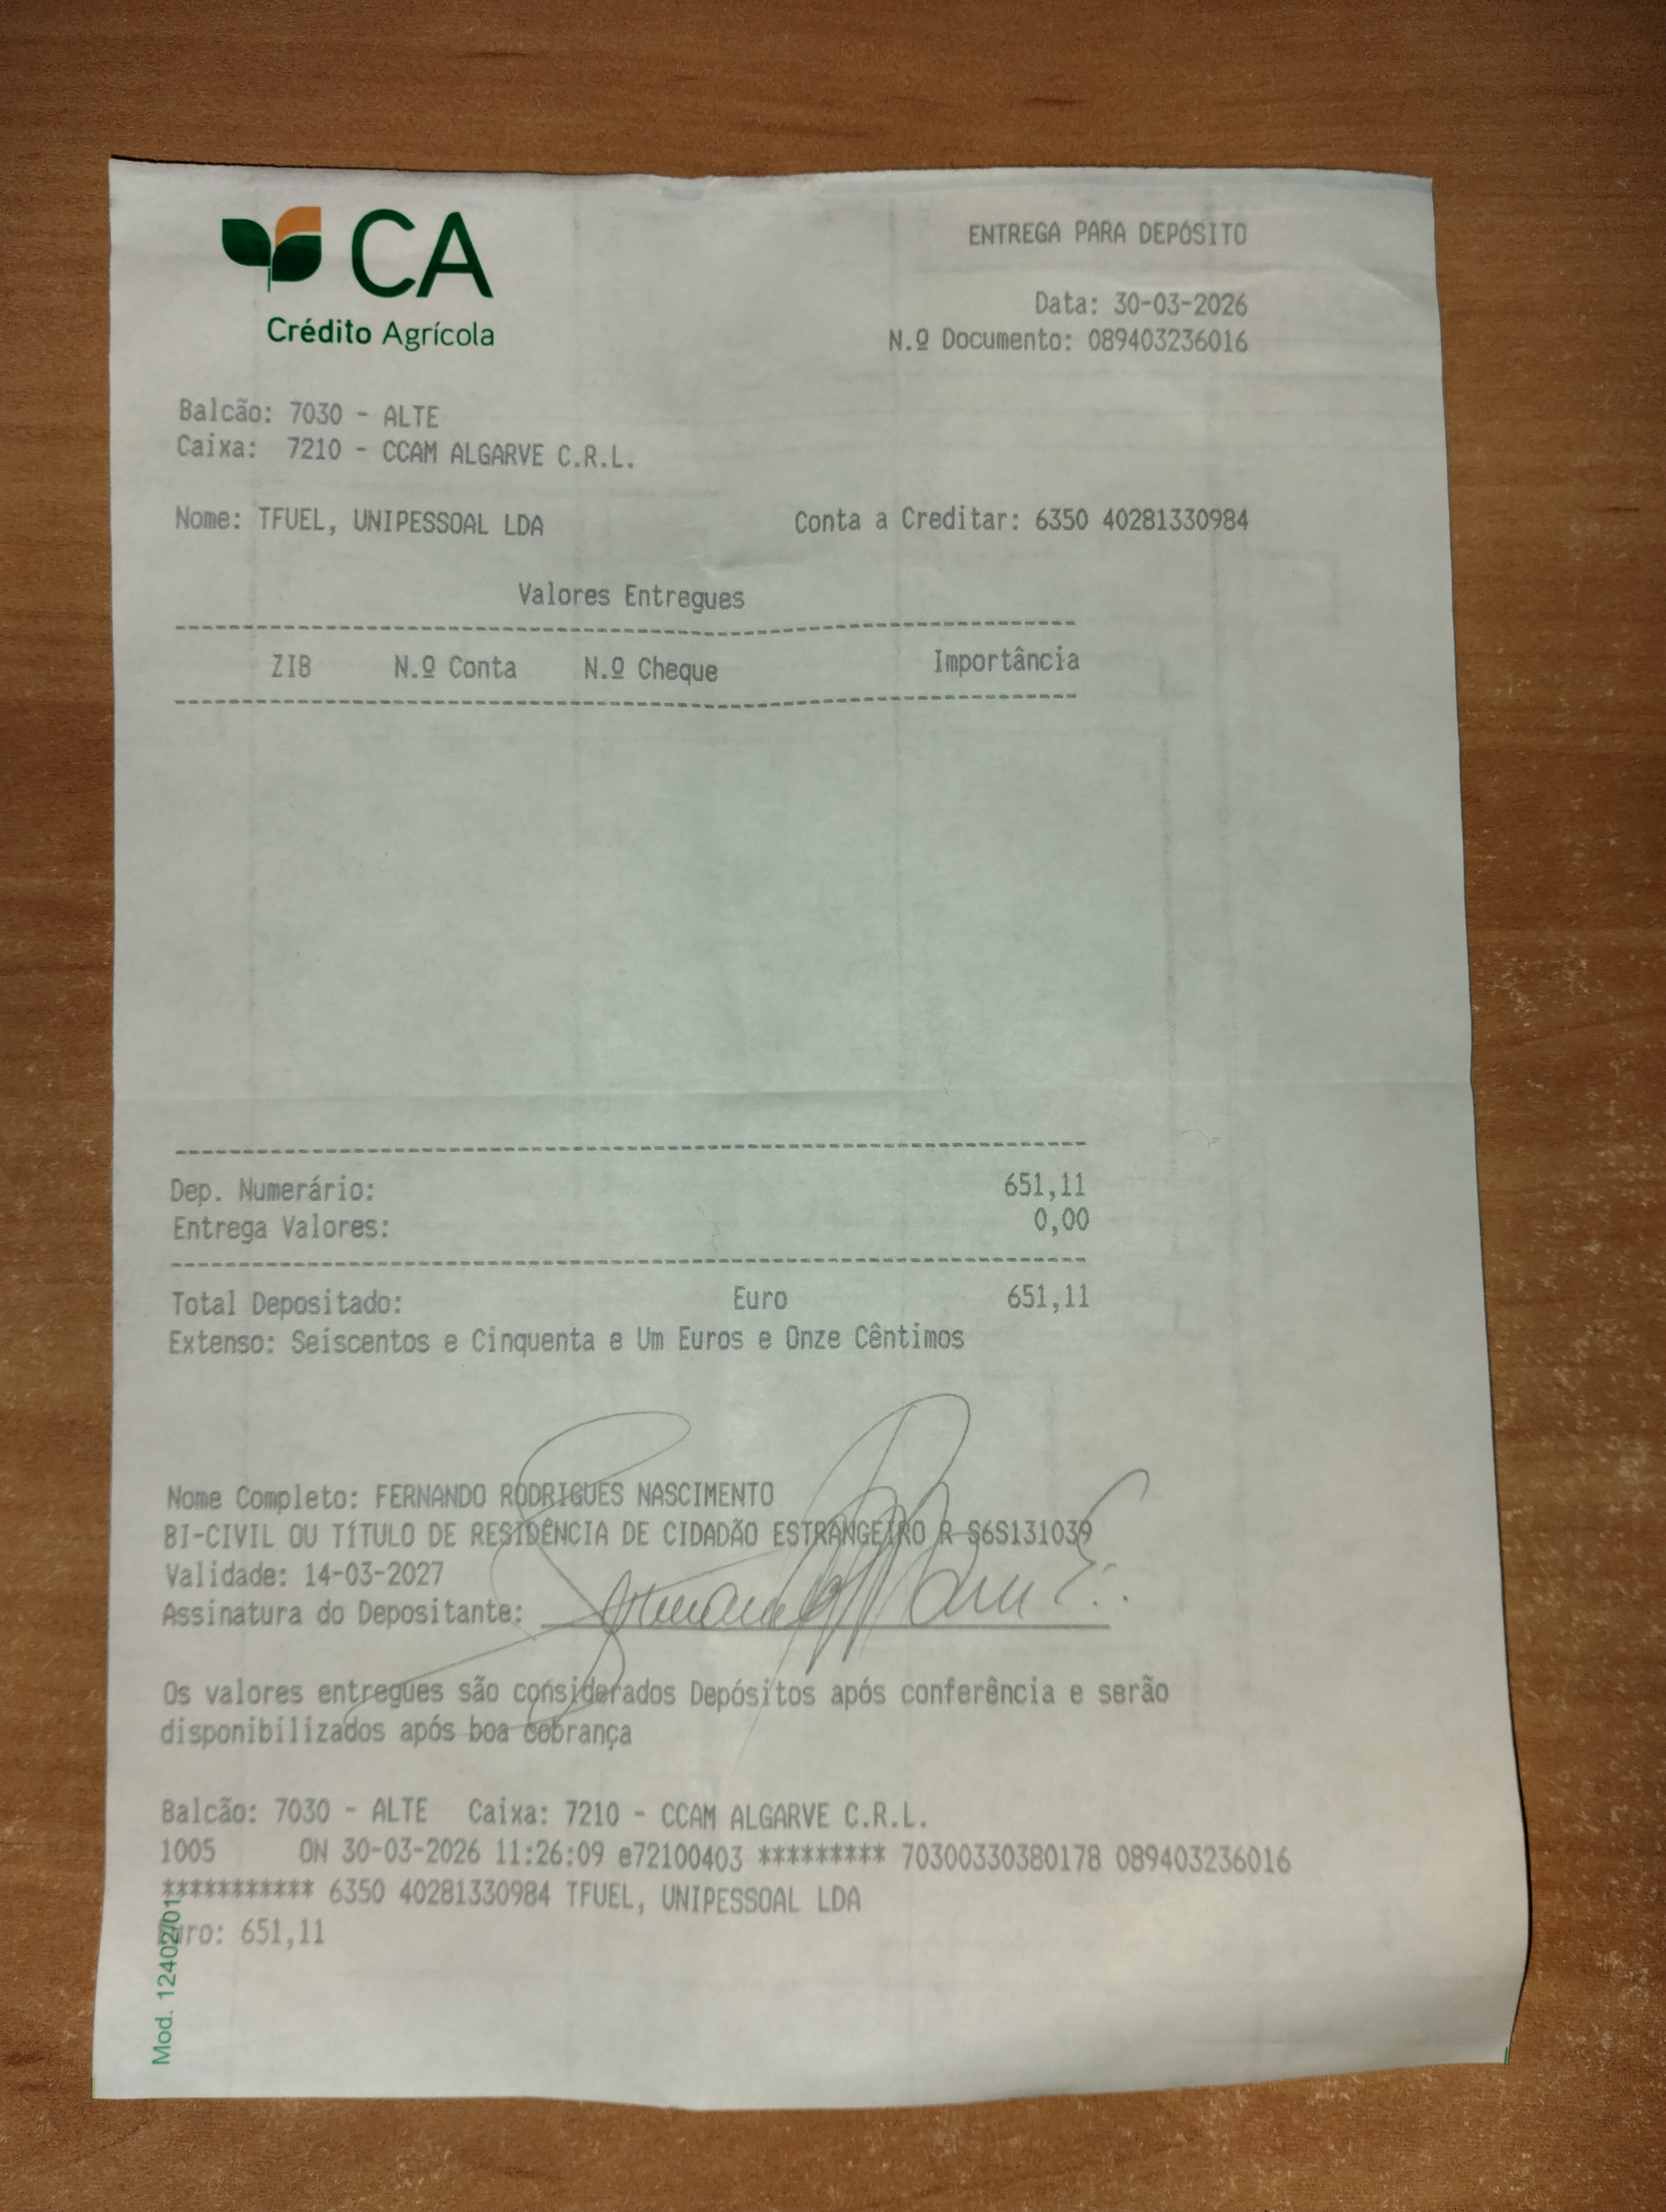 CA
Crédito Agrícola
ENTREGA PARA DEPÓSITO
Data: 30-03-2026
N.º Documento: 089403236016
Balcão: 7030 - ALTE
Caixa: 7210 - CCAM ALGARVE C.R.L.
Nome: TFUEL, UNIPESSOAL LDA Conta a Creditar: 6350 40281330984
Valores Entregues
ZIB N.º Conta N.º Cheque Importância
Dep. Numerário: 651,11
Entrega Valores: 0,00
Total Depositado: Euro 651,11
Extenso: Seiscentos e Cinquenta e Um Euros e Onze Cêntimos
Nome Completo: FERNANDO RODRIGUES NASCIMENTO
BI-CIVIL OU TÍTULO DE RESIDÊNCIA DE CIDADÃO ESTRANGEIRO R S6S131039
Validade: 14-03-2027
Assinatura do Depositante:
Os valores entregues são considerados Depósitos após conferência e serão
disponibilizados após boa cobrança
Balcão: 7030 - ALTE Caixa: 7210 - CCAM ALGARVE C.R.L.
1005 ON 30-03-2026 11:26:09 e72100403 ********* 70300330380178 089403236016
*********** 6350 40281330984 TFUEL, UNIPESSOAL LDA
Euro: 651,11
Mod. 12402/01